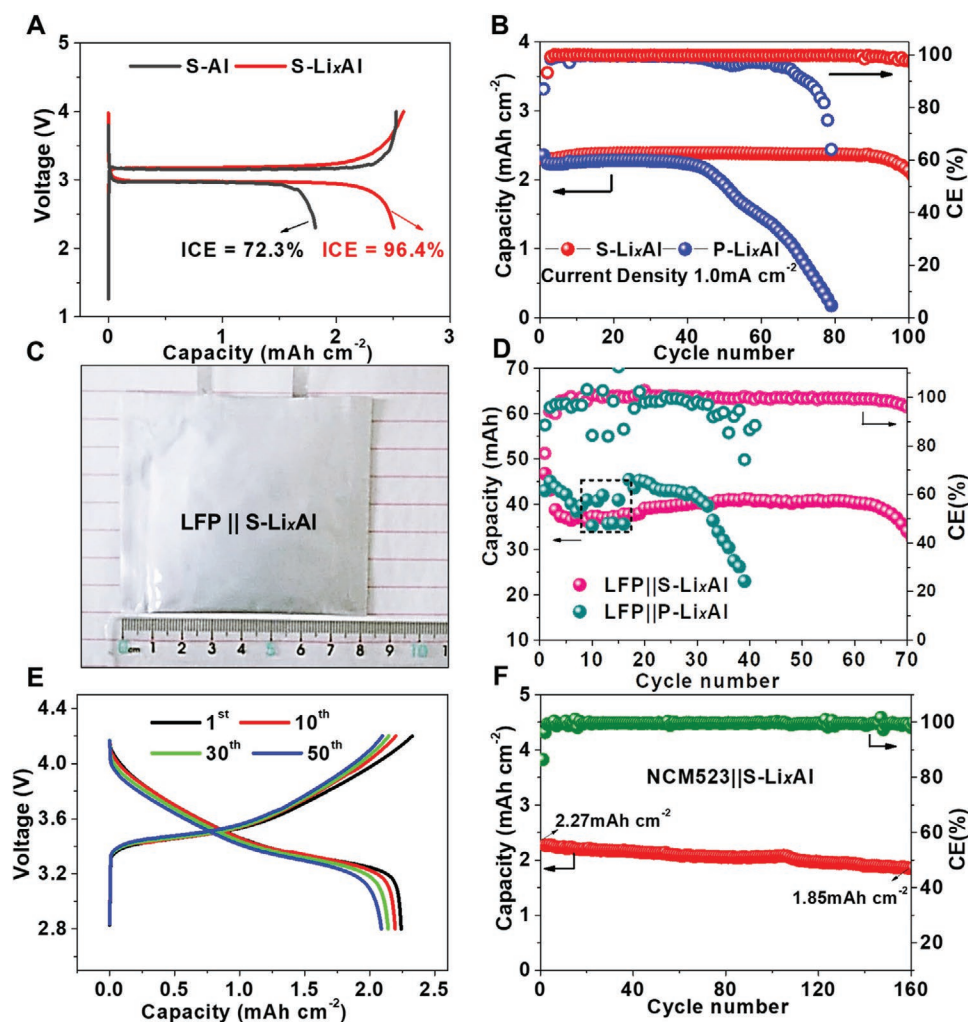 A
S-Al S-LixAl
Voltage (V)
5
4
3
2
1
ICE = 72.3% ICE = 96.4%
0 1 2 3
Capacity (mAh cm-2)
B
Capacity (mAh cm-2)
4
3
2
1
0
S-LixAl P-LixAl
Current Density 1.0mA cm-2
100
80
60
40
20
0
CE (%)
0 20 40 60 80 100
Cycle number
C
LFP || S-LixAl
0cm 1 2 3 4 5 6 7 8 9 10 1
D
Capacity (mAh)
70
60
50
40
30
20
10
LFP||S-LixAl
LFP||P-LixAl
100
80
60
40
20
0
CE(%)
0 10 20 30 40 50 60 70
Cycle number
E
Voltage (V)
4.4
4.0
3.6
3.2
2.8
1st 10th
30th 50th
0.0 0.5 1.0 1.5 2.0 2.5
Capacity (mAh cm-2)
F
Capacity (mAh cm-2)
5
4
3
2
1
0
NCM523||S-LixAl
2.27mAh cm-2
1.85mAh cm-2
100
80
60
40
20
CE(%)
0 40 80 120 160
Cycle number